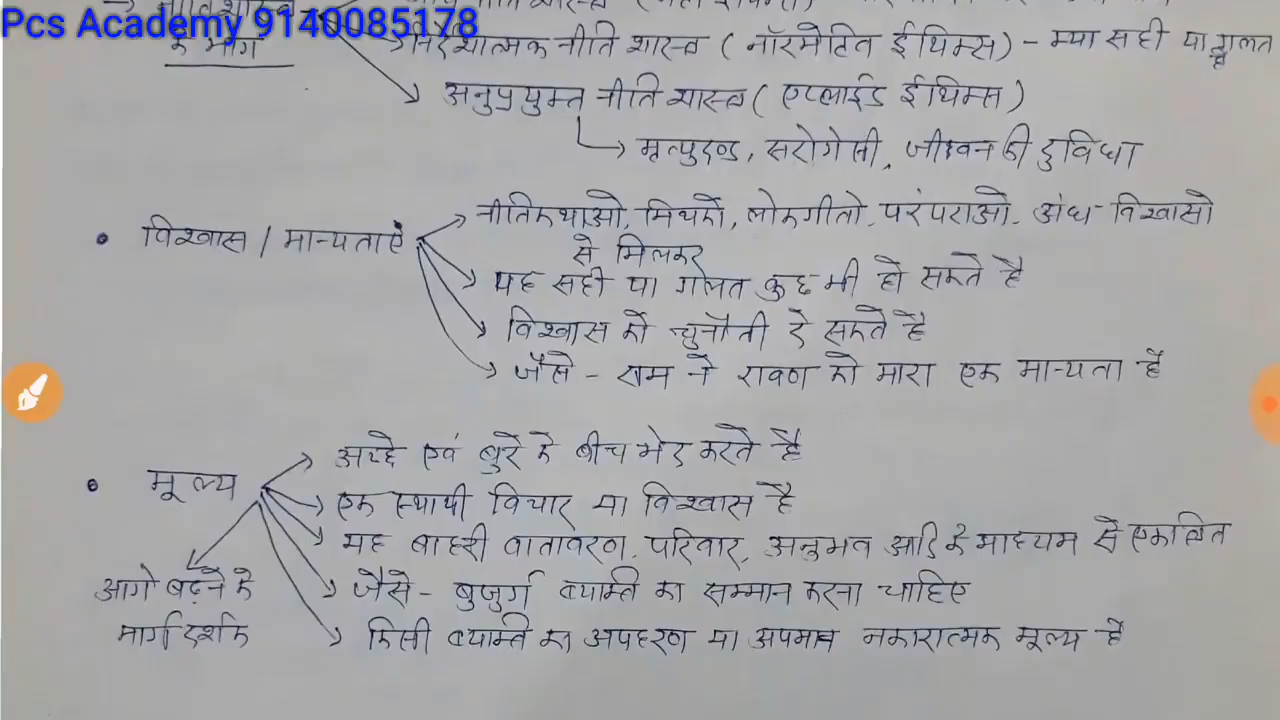 Pcs Academy 9140085178
के भाग
निर्देशात्मक नीति शास्त्र ( नॉरमेटिव ईथिक्स) - क्या सही या गलत है
अनुप्रयुक्त नीति शास्त्र ( एप्लाईड ईथिक्स )
मृत्युदण्ड, सरोगेसी, जीवन की दुविधा
• विश्वास / मान्यताएं
नीतिकथाओ, मिथकों, लोकगीतो, परंपराओ, अंध-विश्वासो
से मिलकर
यह सही या गलत कुछ भी हो सकते है
विश्वास को चुनौती दे सकते है
जैसे - राम ने रावण को मारा एक मान्यता है
• मूल्य
अच्छे एवं बुरे के बीच भेद करते है
एक स्थायी विचार या विश्वास है
यह बाहरी वातावरण, परिवार, अनुभव आदि के माध्यम से एकत्रित
जैसे - बुजुर्ग व्यक्ति का सम्मान करना चाहिए
किसी व्यक्ति का अपहरण या अपमान नकारात्मक मूल्य है
आगे बढ़ने के
मार्गदर्शक